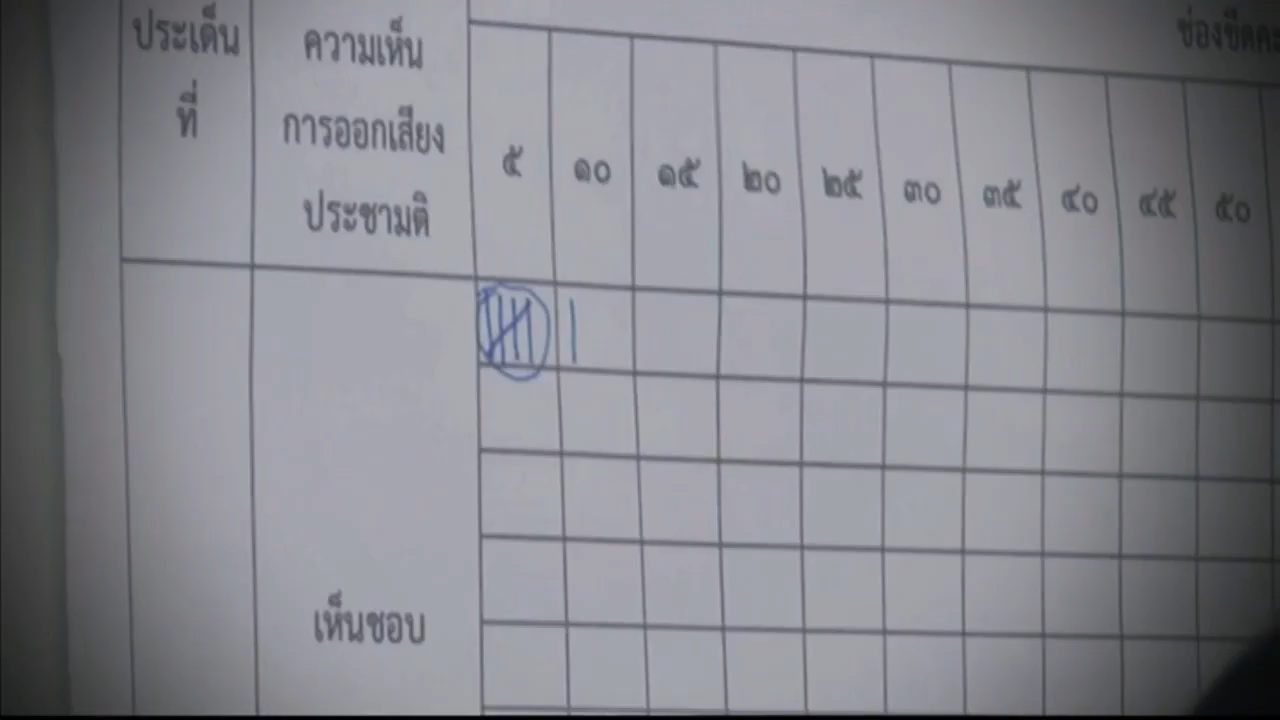 ประเด็น
ที่
ความเห็น
การออกเสียง
ประชามติ
๕ ๑๐ ๑๕ ๒๐ ๒๕ ๓๐ ๓๕ ๔๐ ๔๕ ๕๐
เห็นชอบ